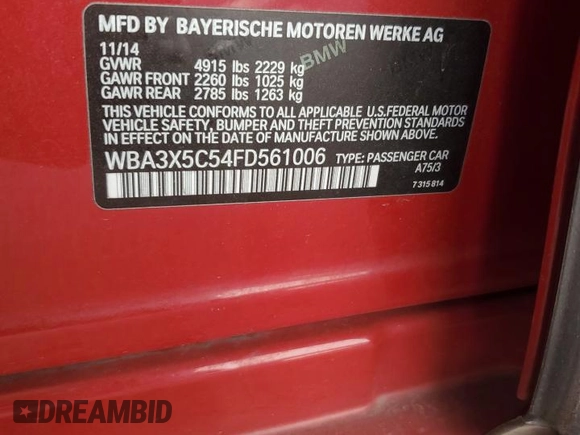 MFD BY BAYERISCHE MOTOREN WERKE AG
11/14
GVWR 4915 lbs 2229 kg
GAWR FRONT 2260 lbs 1025 kg
GAWR REAR 2785 lbs 1263 kg
BMW
THIS VEHICLE CONFORMS TO ALL APPLICABLE U.S.FEDERAL MOTOR
VEHICLE SAFETY, BUMPER AND THEFT PREVENTION STANDARDS
IN EFFECT ON THE DATE OF MANUFACTURE SHOWN ABOVE.
WBA3X5C54FD561006 TYPE: PASSENGER CAR
A75/3
7 315 814
DREAMBID